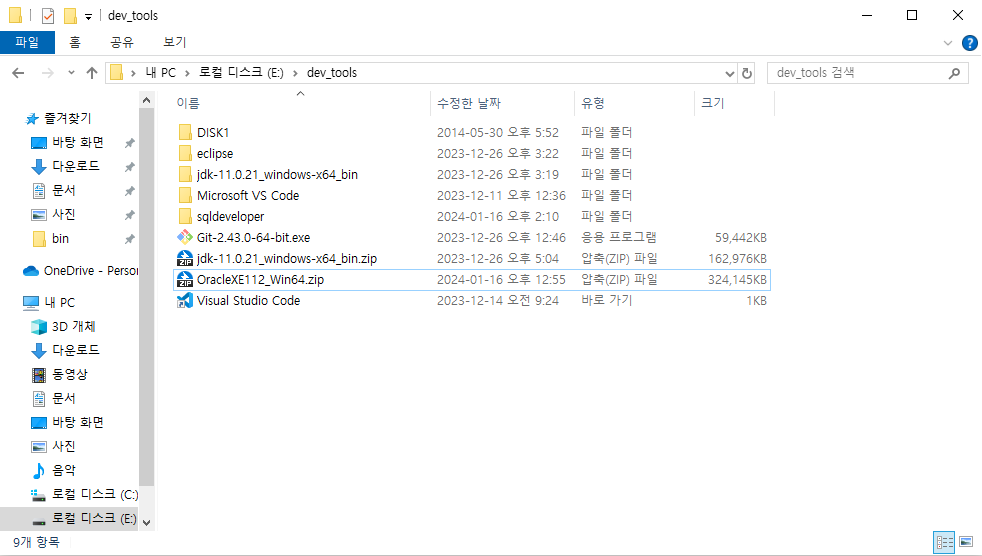 dev_tools
파일 홈 공유 보기
내 PC > 로컬 디스크 (E:) > dev_tools
dev_tools 검색
이름 수정한 날짜 유형 크기
즐겨찾기
바탕 화면
다운로드
문서
사진
bin
OneDrive - Person
내 PC
3D 개체
다운로드
동영상
문서
바탕 화면
사진
음악
로컬 디스크 (C:)
로컬 디스크 (E:)
DISK1 2014-05-30 오후 5:52 파일 폴더
eclipse 2023-12-26 오후 3:22 파일 폴더
jdk-11.0.21_windows-x64_bin 2023-12-26 오후 3:19 파일 폴더
Microsoft VS Code 2023-12-11 오후 12:36 파일 폴더
sqldeveloper 2024-01-16 오후 2:10 파일 폴더
Git-2.43.0-64-bit.exe 2023-12-26 오후 12:46 응용 프로그램 59,442KB
ZIP jdk-11.0.21_windows-x64_bin.zip 2023-12-26 오후 5:04 압축(ZIP) 파일 162,976KB
ZIP OracleXE112_Win64.zip 2024-01-16 오후 12:55 압축(ZIP) 파일 324,145KB
Visual Studio Code 2023-12-14 오전 9:24 바로 가기 1KB
9개 항목